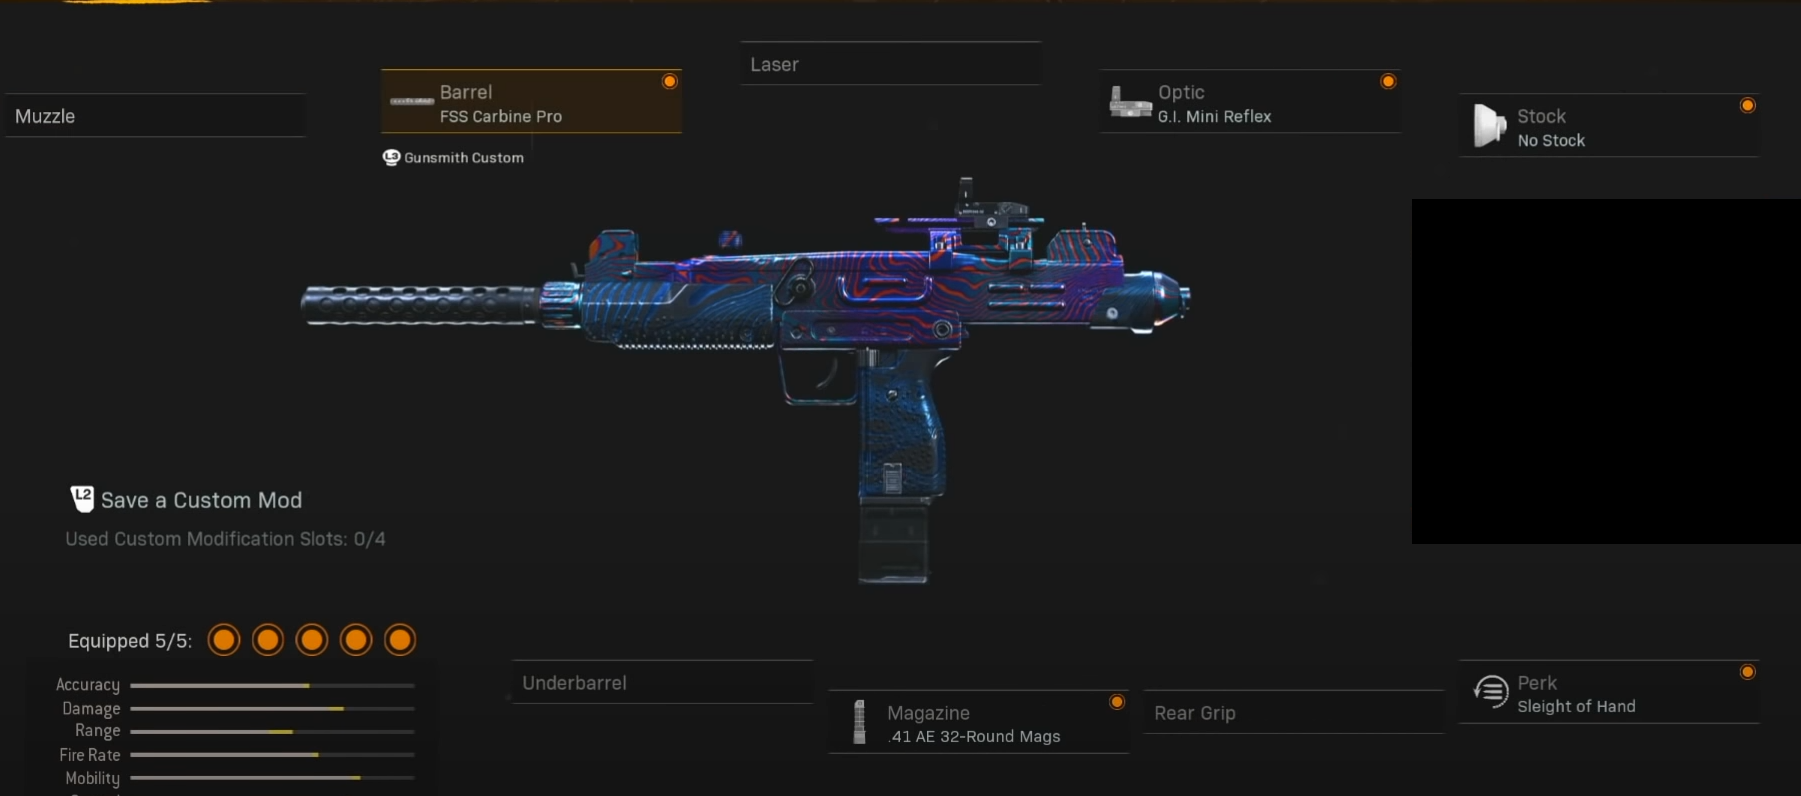 Laser
Muzzle
Barrel
FSS Carbine Pro
L3 Gunsmith Custom
Optic
G.I. Mini Reflex
Stock
No Stock
L2 Save a Custom Mod
Used Custom Modification Slots: 0/4
Equipped 5/5:
Accuracy
Damage
Range
Fire Rate
Mobility
Underbarrel
Magazine
.41 AE 32-Round Mags
Rear Grip
Perk
Sleight of Hand